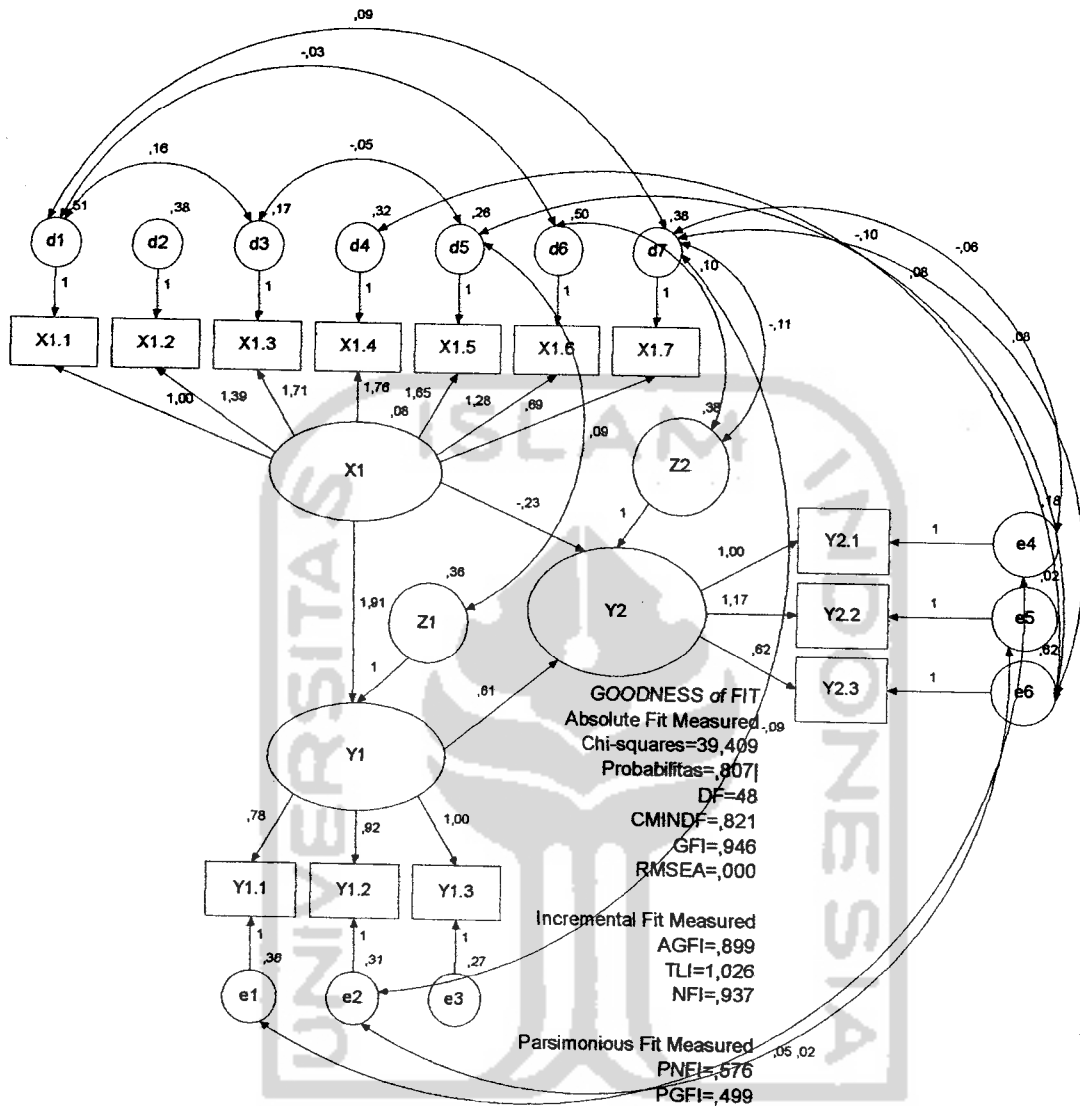 ,09
-,03
,16
-,05
,51 ,38 ,17 ,32 ,26 ,50 ,38
d1 d2 d3 d4 d5 d6 d7
-,10
-,06
,10
,08
1 1 1 1 1 1 1
-,11
,08
X1.1 X1.2 X1.3 X1.4 X1.5 X1.6 X1.7
1,00 1,39 1,71 1,76 1,65 1,28 ,69
,08
,09
,38
ISLAM
X1
Z2
-,23
,18
1
Y2.1
1
e4
1,00
,02
,36
1,91
Z1
Y2
1,17
Y2.2
1
e5
,62
,62
1
,61
Y2.3
1
e6
GOODNESS of FIT
Absolute Fit Measured
-,09
Y1
Chi-squares=39,409
Probabilitas=,807|
DF=48
,78 ,92 1,00
CMINDF=,821
GFI=,946
RMSEA=,000
Y1.1 Y1.2 Y1.3
Incremental Fit Measured
1 1 1
AGFI=,899
,36 ,31 ,27
TLI=1,026
e1 e2 e3
NFI=,937
Parsimonious Fit Measured
,05 ,02
PNFI=,576
PGFI=,499
UNIVERSITAS
INDONESIA